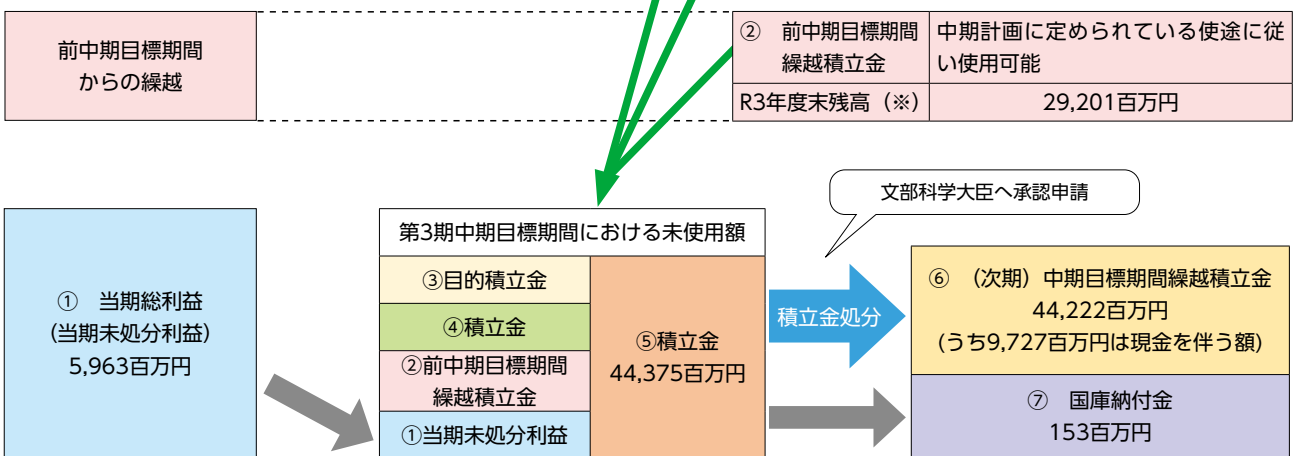 前中期目標期間
からの繰越
② 前中期目標期間
繰越積立金
中期計画に定められている使途に従
い使用可能
R3年度末残高（※）
29,201百万円
文部科学大臣へ承認申請
① 当期総利益
(当期未処分利益)
5,963百万円
第3期中期目標期間における未使用額
③目的積立金
④積立金
②前中期目標期間
繰越積立金
①当期未処分利益
⑤積立金
44,375百万円
積立金処分
⑥ （次期）中期目標期間繰越積立金
44,222百万円
(うち9,727百万円は現金を伴う額)
⑦ 国庫納付金
153百万円